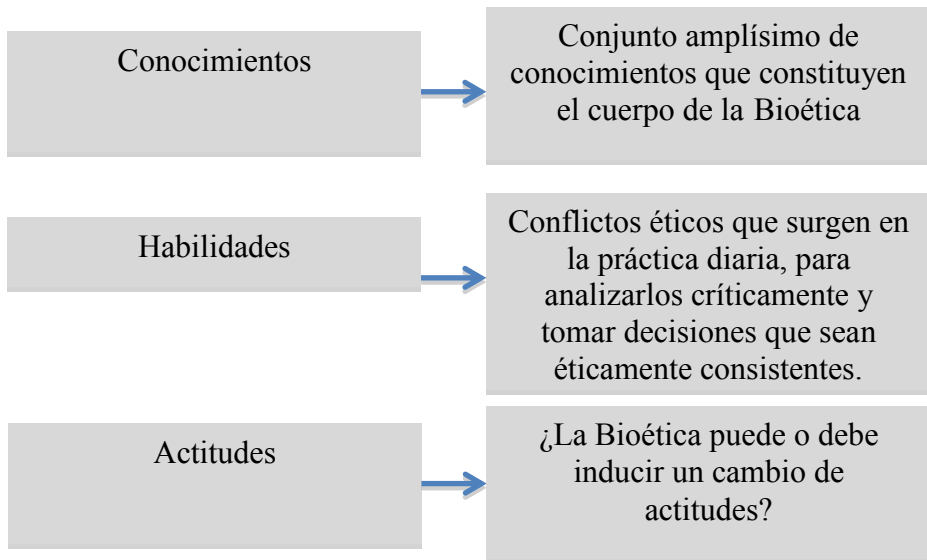 Conocimientos
Conjunto amplísimo de
conocimientos que constituyen
el cuerpo de la Bioética
Habilidades
Conflictos éticos que surgen en
la práctica diaria, para
analizarlos críticamente y
tomar decisiones que sean
éticamente consistentes.
Actitudes
¿La Bioética puede o debe
inducir un cambio de
actitudes?